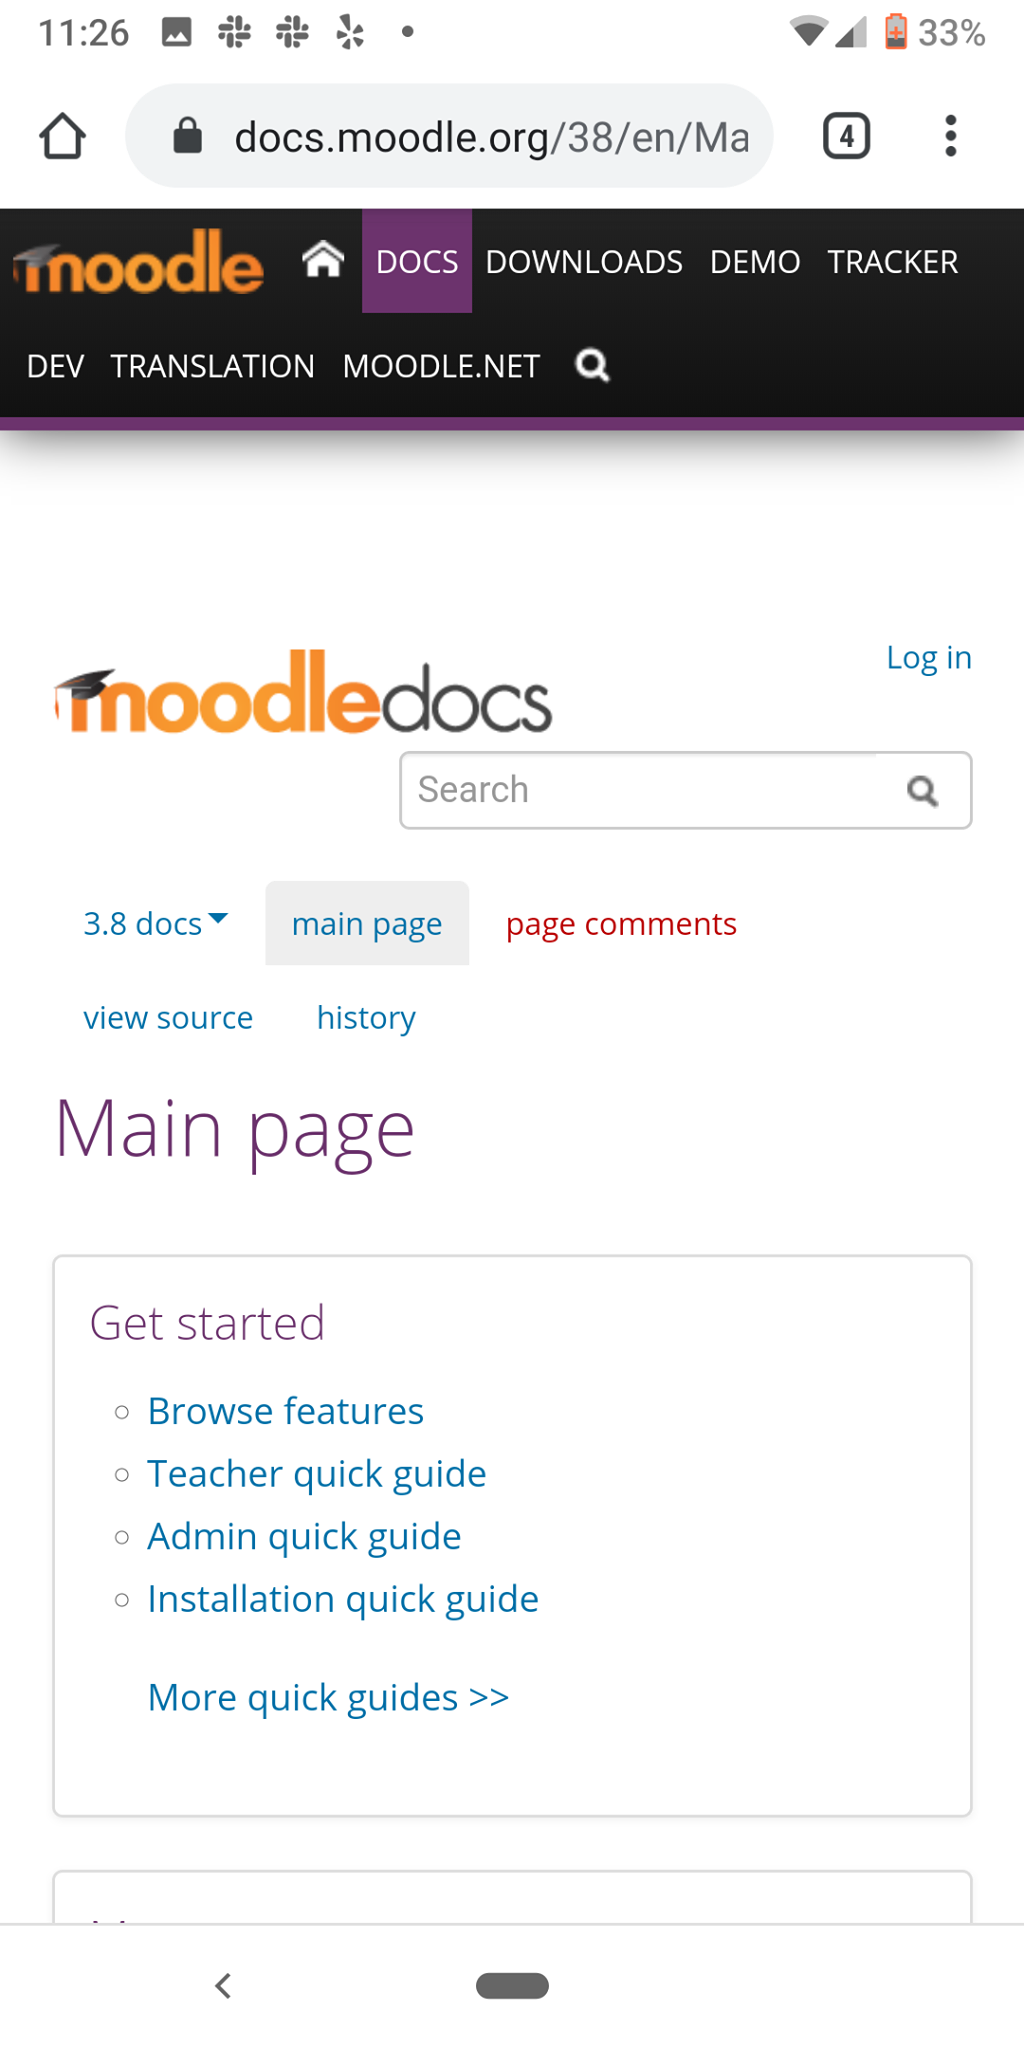 11:26 33%
docs.moodle.org/38/en/Ma 4
moodle DOCS DOWNLOADS DEMO TRACKER
DEV TRANSLATION MOODLE.NET
Log in
moodledocs
Search
3.8 docs main page page comments
view source history
Main page
Get started
Browse features
Teacher quick guide
Admin quick guide
Installation quick guide
More quick guides >>